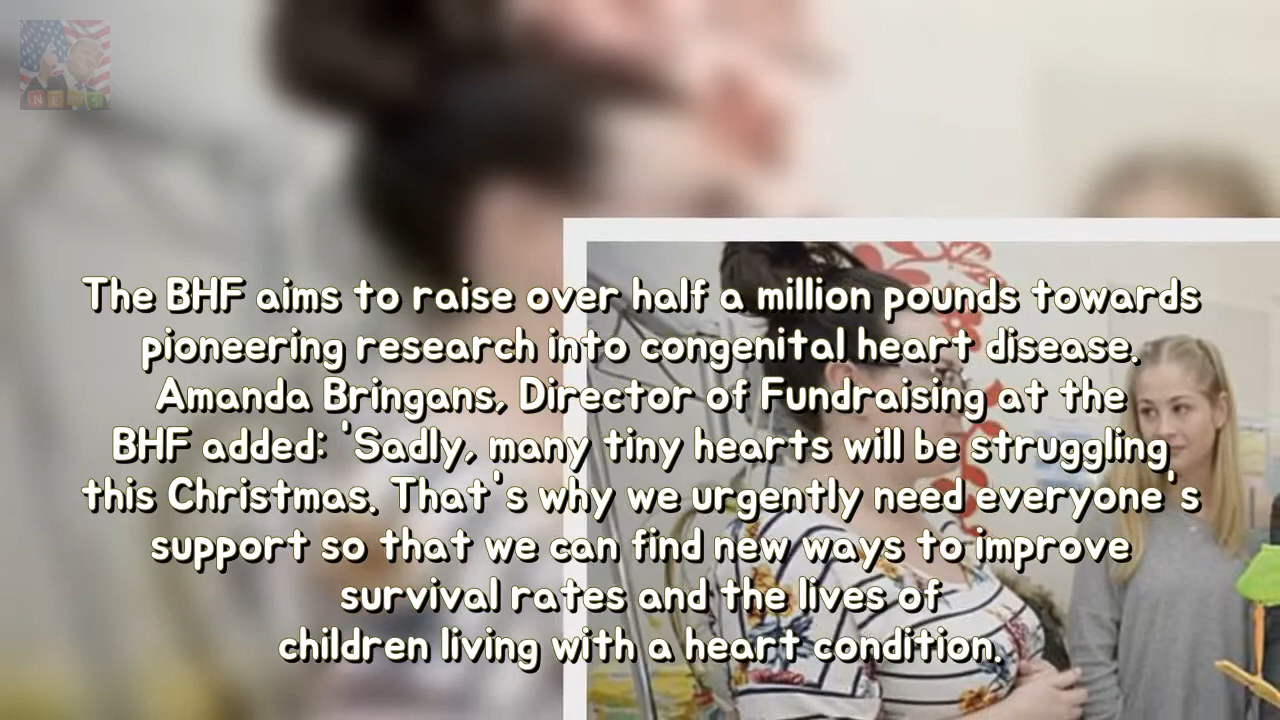 NEWS
The BHF aims to raise over half a million pounds towards
pioneering research into congenital heart disease.
Amanda Bringans, Director of Fundraising at the
BHF added: 'Sadly, many tiny hearts will be struggling
this Christmas. That's why we urgently need everyone's
support so that we can find new ways to improve
survival rates and the lives of
children living with a heart condition.